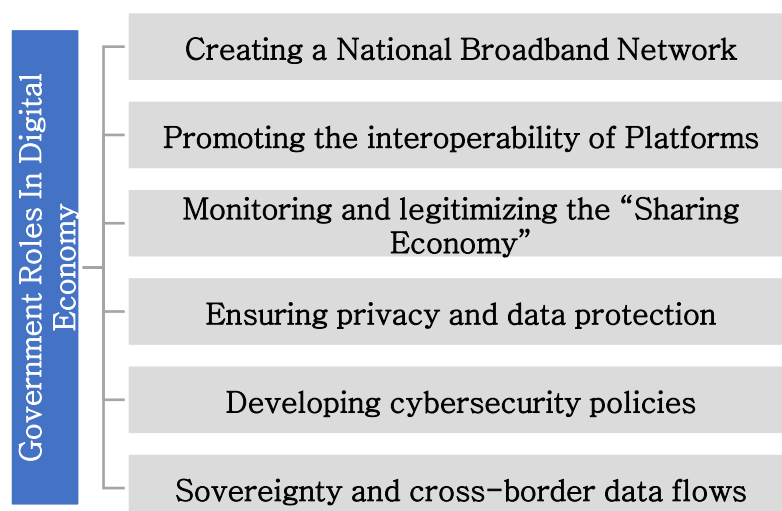 Government Roles In Digital
Economy
Creating a National Broadband Network
Promoting the interoperability of Platforms
Monitoring and legitimizing the “Sharing
Economy”
Ensuring privacy and data protection
Developing cybersecurity policies
Sovereignty and cross-border data flows